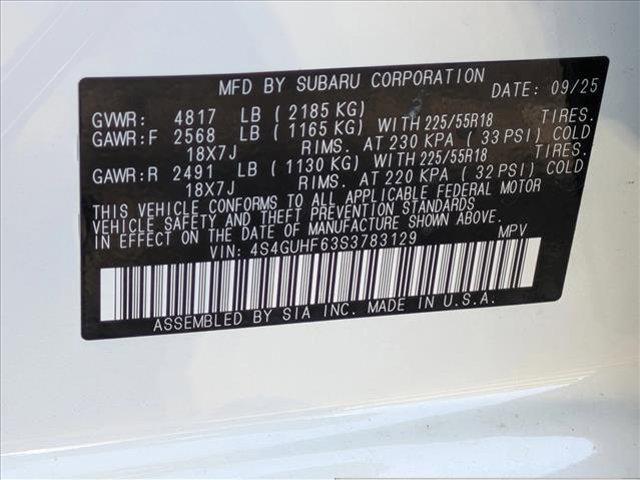 MFD BY SUBARU CORPORATION DATE: 09/25
GVWR: 4817 LB (2185 KG)
GAWR:F 2568 LB (1165 KG) WITH 225/55R18 TIRES.
18X7J RIMS. AT 230 KPA (33 PSI) COLD
GAWR:R 2491 LB (1130 KG) WITH 225/55R18 TIRES.
18X7J RIMS. AT 220 KPA (32 PSI) COLD
THIS VEHICLE CONFORMS TO ALL APPLICABLE FEDERAL MOTOR
VEHICLE SAFETY AND THEFT PREVENTION STANDARDS
IN EFFECT ON THE DATE OF MANUFACTURE SHOWN ABOVE.
VIN: 4S4GUHF63S3783129 MPV
ASSEMBLED BY SIA INC. MADE IN U.S.A.